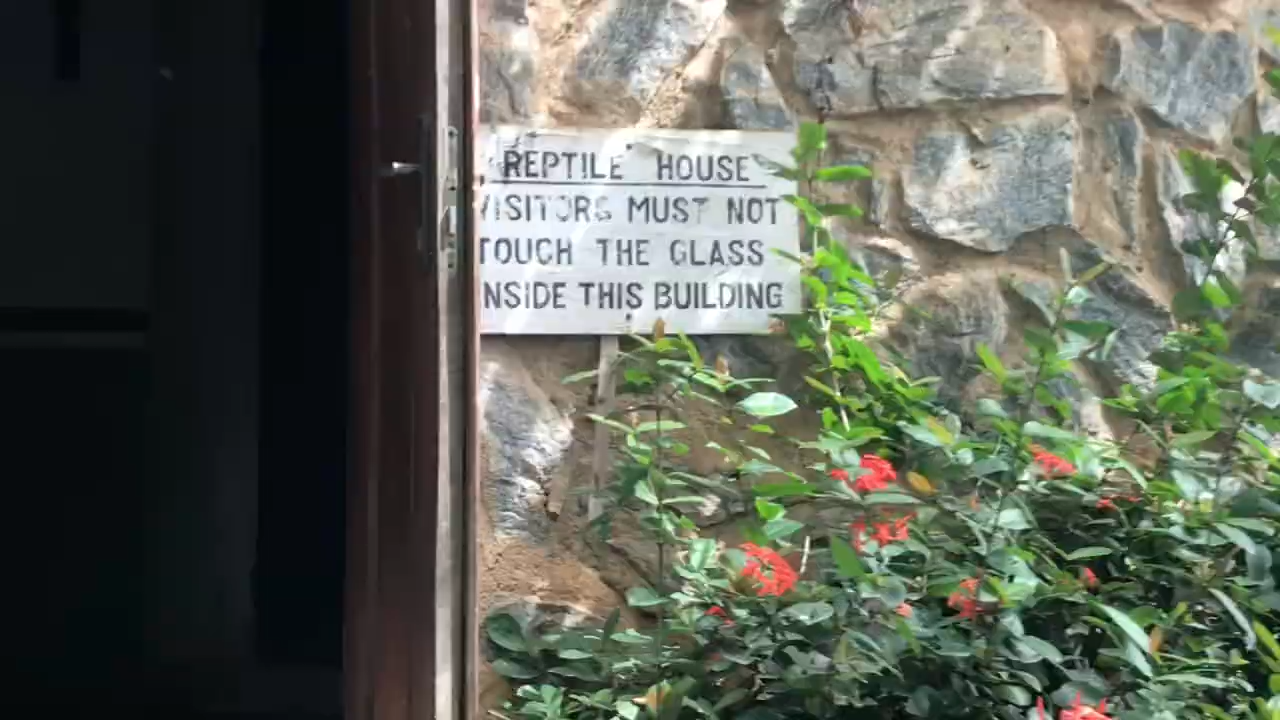 REPTILE HOUSE
VISITORS MUST NOT
TOUCH THE GLASS
INSIDE THIS BUILDING